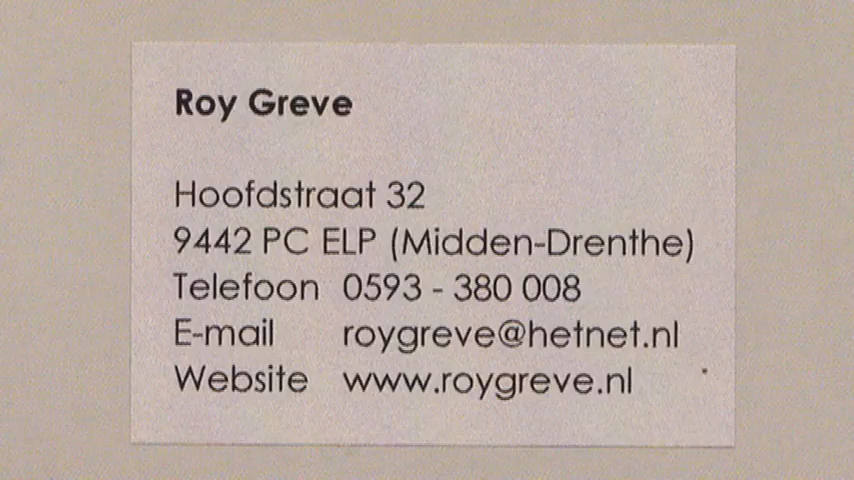 Roy Greve
Hoofdstraat 32
9442 PC ELP (Midden-Drenthe)
Telefoon 0593 - 380 008
E-mail roygreve@hetnet.nl
Website www.roygreve.nl